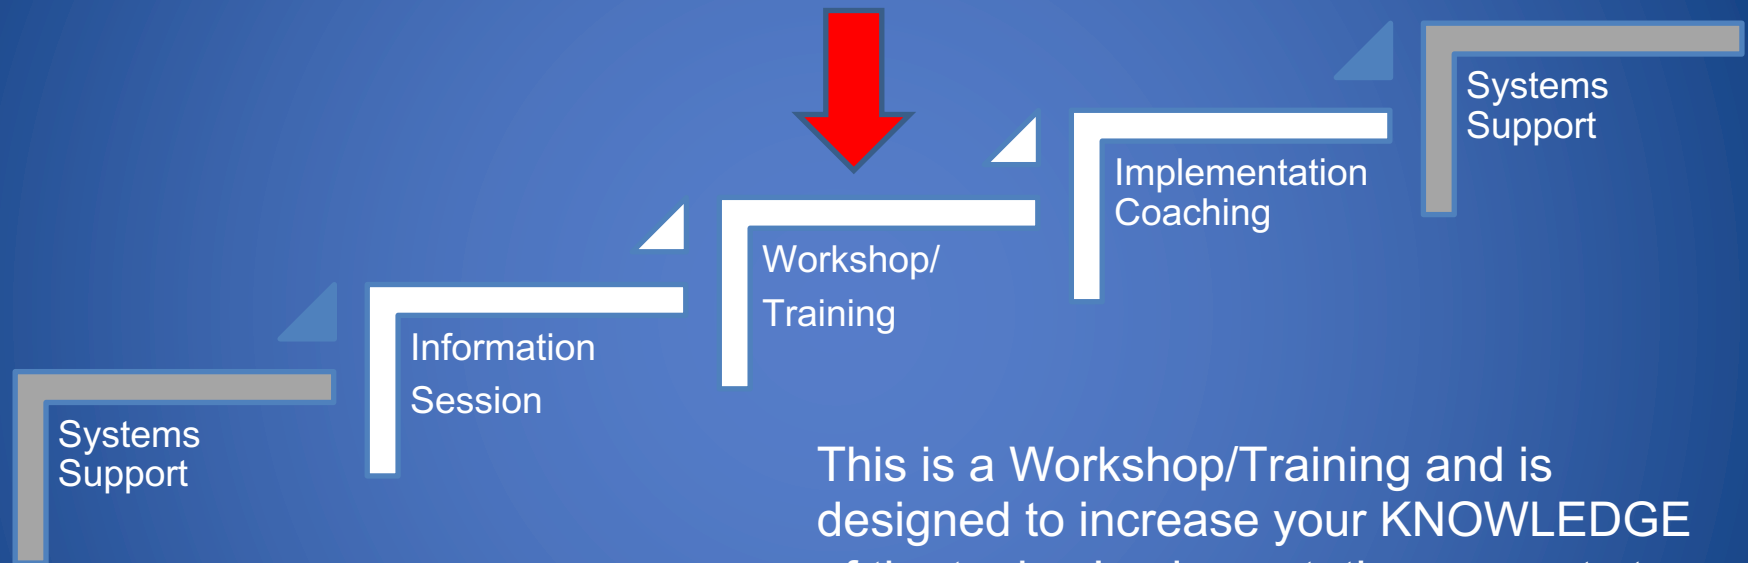 Systems
Support
Information
Session
Workshop/
Training
Implementation
Coaching
Systems
Support
This is a Workshop/Training and is
designed to increase your KNOWLEDGE